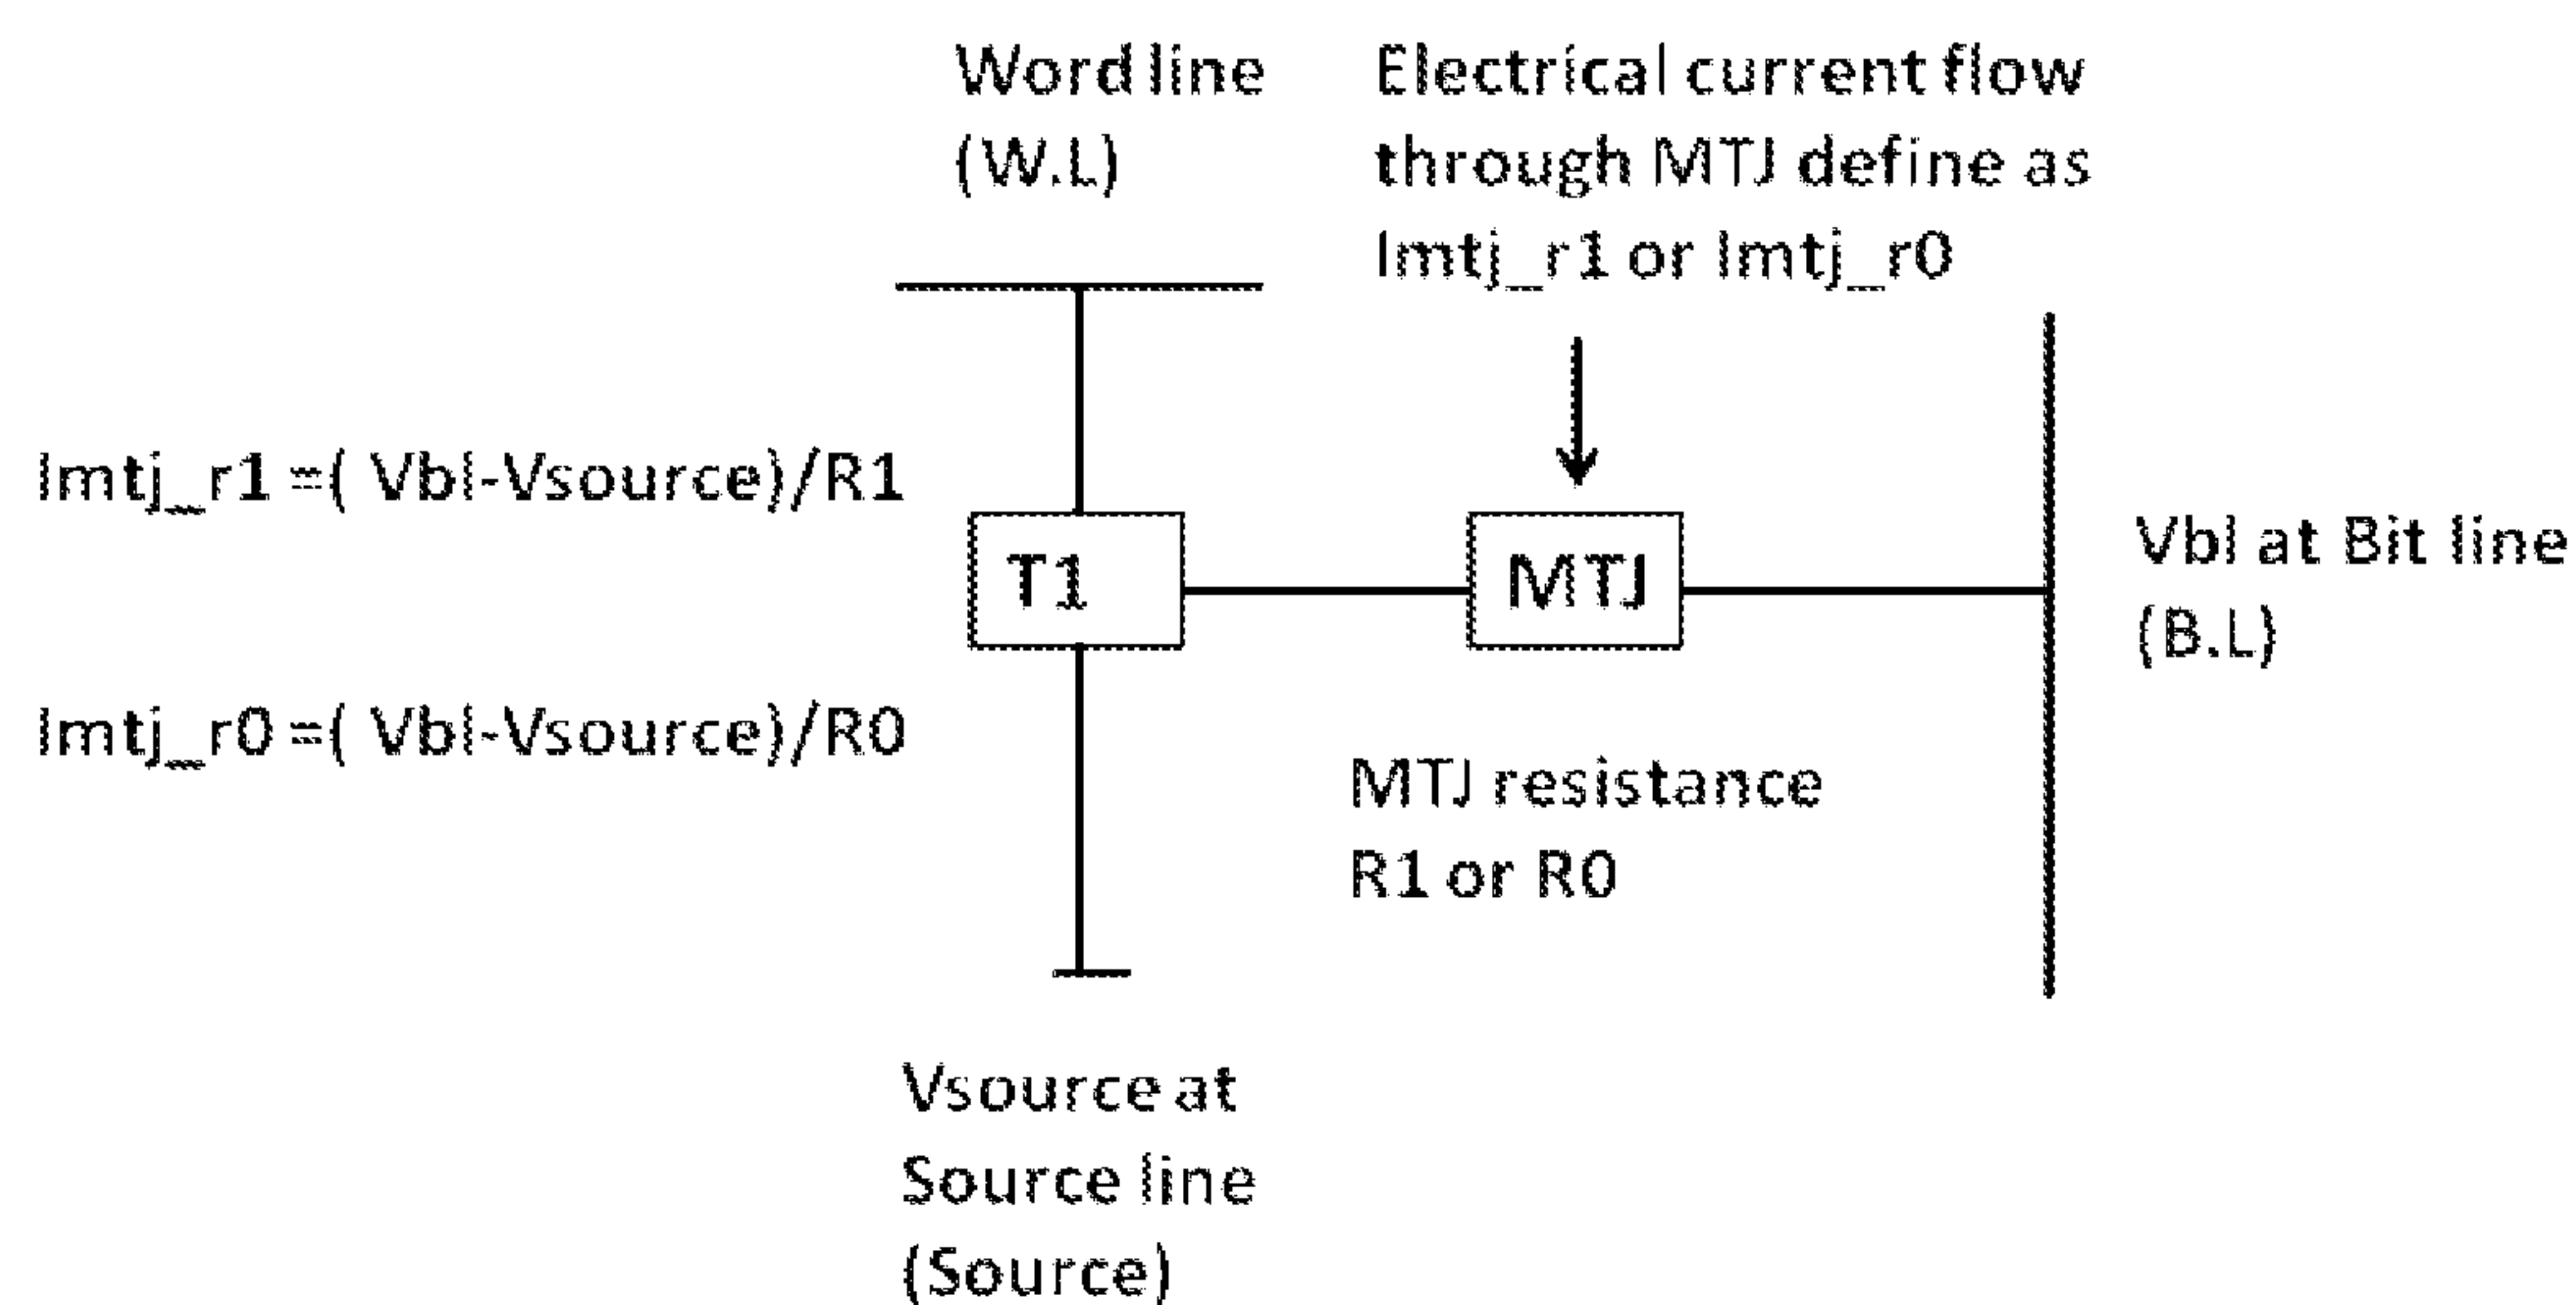 Word line
(W.L)
Electrical current flow
through MTJ define as
Imtj_r1 or Imtj_r0
Imtj_r1 =( Vbl-Vsource)/R1
T1
MTJ
Vbl at Bit line
(B.L)
Imtj_r0 =( Vbl-Vsource)/R0
MTJ resistance
R1 or R0
Vsource at
Source line
(Source)